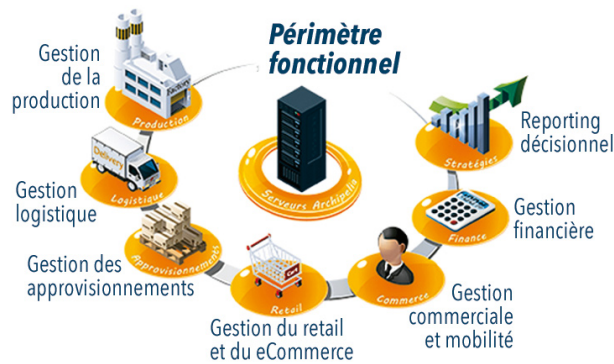 Périmètre
fonctionnel
Gestion
de la
production
Factory
Production
Delivery
Logistique
Gestion
logistique
Approvisionnements
Gestion des
approvisionnements
Cart
Retail
Gestion du retail
et du eCommerce
Commerce
Gestion
commerciale
et mobilité
Finance
Gestion
financière
Stratégies
Reporting
décisionnel
Serveurs Archipelia